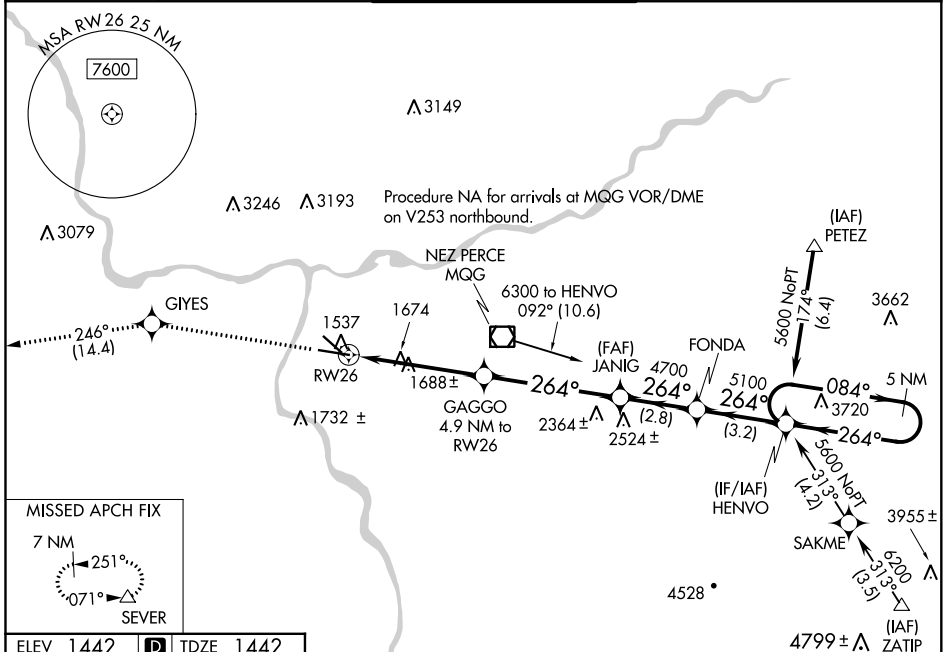 MSA RW26 25 NM
7600
3149
3246
3193
3079
Procedure NA for arrivals at MQG VOR/DME
on V253 northbound.
(IAF)
PETEZ
NEZ PERCE
MQG
6300 to HENVO
092° (10.6)
5600 NoPT
174°
(6.4)
3662
GIYES
246°
(14.4)
1537
1674
RW26
1688±
1732 ±
GAGGO
4.9 NM to
RW26
264°
(FAF)
JANIG
4700
264°
(2.8)
FONDA
5100
264°
(3.2)
084°
5 NM
3720
264°
2364±
2524±
(IF/IAF)
HENVO
5600 NoPT
313°
(4.2)
SAKME
3955±
6200
313°
(3.5)
(IAF)
ZATIP
4528
4799±
MISSED APCH FIX
7 NM
251°
071°
SEVER
ELEV 1442 D TDZE 1442